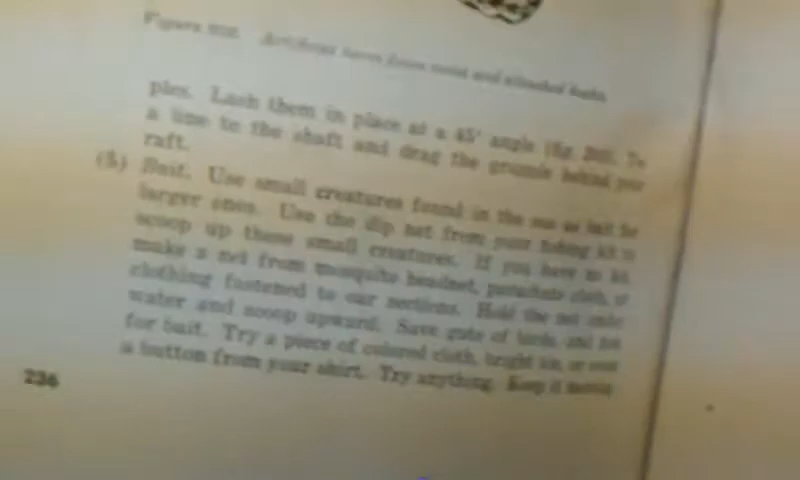 ples. Lash them in place at a 45° angle (fig. To
a line to the shaft and drag the grapnels behind your
raft.
(5) Bait. Use small creatures found in the sea as bait for
larger ones. Use the dip net from your fishing kit to
scoop up these small creatures. If you have no kit,
make a net from mosquito headnet, parachute cloth, or
clothing fastened to oar sections. Hold the net under
water and scoop upward. Save guts of birds and fish
for bait. Try a piece of colored cloth, bright tin, or even
a button from your shirt. Try anything. Keep it moving
236